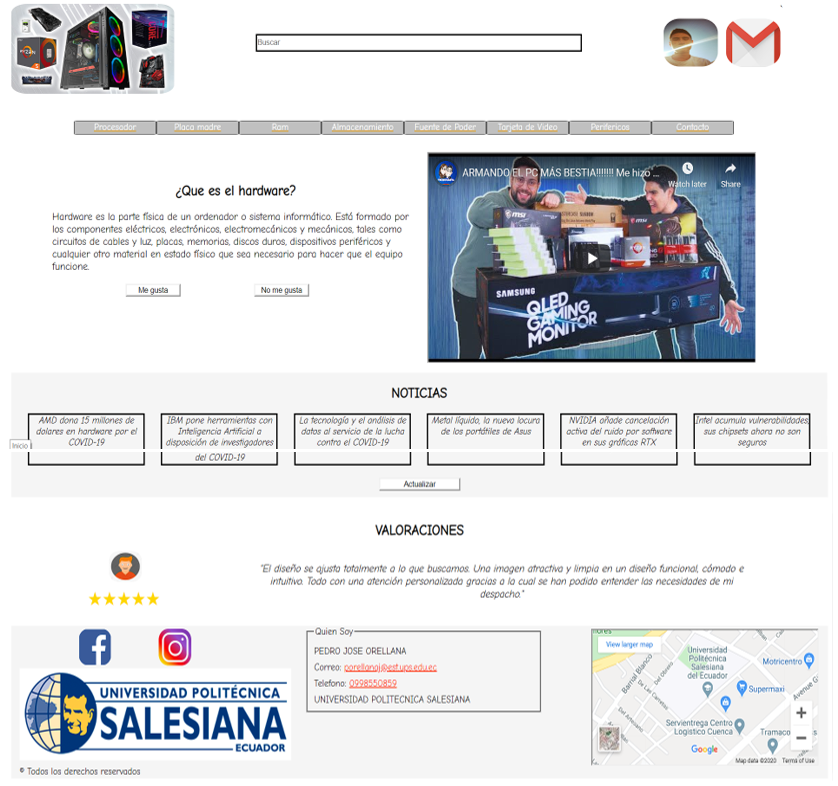 Buscar
Procesador
Placa madre
Ram
Almacenamiento
Fuente de Poder
Tarjeta de Video
Perifericos
Contacto
¿Que es el hardware?
Hardware es la parte física de un ordenador o sistema informático. Está formado por
los componentes eléctricos, electrónicos, electromecánicos y mecánicos, tales como
circuitos de cables y luz, placas, memorias, discos duros, dispositivos periféricos y
cualquier otro material en estado físico que sea necesario para hacer que el equipo
funcione.
Me gusta
No me gusta
ARMANDO EL PC MÁS BESTIA!!!!!!! Me hizo ...
Watch later
Share
msi
msi
RYZEN
SAMSUNG
QLED
GAMING
MONITOR
NOTICIAS
AMD dona 15 millones de
dolares en hardware por el
COVID-19
IBM pone herramientas con
Inteligencia Artificial a
disposición de investigadores
del COVID-19
La tecnología y el análisis de
datos al servicio de la lucha
contra el COVID-19
Metal líquido, la nueva locura
de los portátiles de Asus
NVIDIA añade cancelación
activa del ruido por software
en sus gráficas RTX
Intel acumula vulnerabilidades,
sus chipsets ahora no son
seguros
Inicio
Actualizar
VALORACIONES
"El diseño se ajusta totalmente a lo que buscamos. Una imagen atractiva y limpia en un diseño funcional, cómodo e
intuitivo. Todo con una atención personalizada gracias a la cual se han podido entender las necesidades de mi
despacho."
UNIVERSIDAD POLITÉCNICA
SALESIANA
ECUADOR
Quien Soy
PEDRO JOSE ORELLANA
Correo: porellanaj@est.ups.edu.ec
Telefono: 0998550859
UNIVERSIDAD POLITECNICA SALESIANA
View larger map
Universidad
Politécnica
Salesiana
del Ecuador
Motricentro
Supermaxi
Barral Blanco
De Las Carretas
Del Artesano
Servientrega Centro
Logistico Cuenca
Tramaco
Google
Map data ©2020
Terms of Use
© Todos los derechos reservados